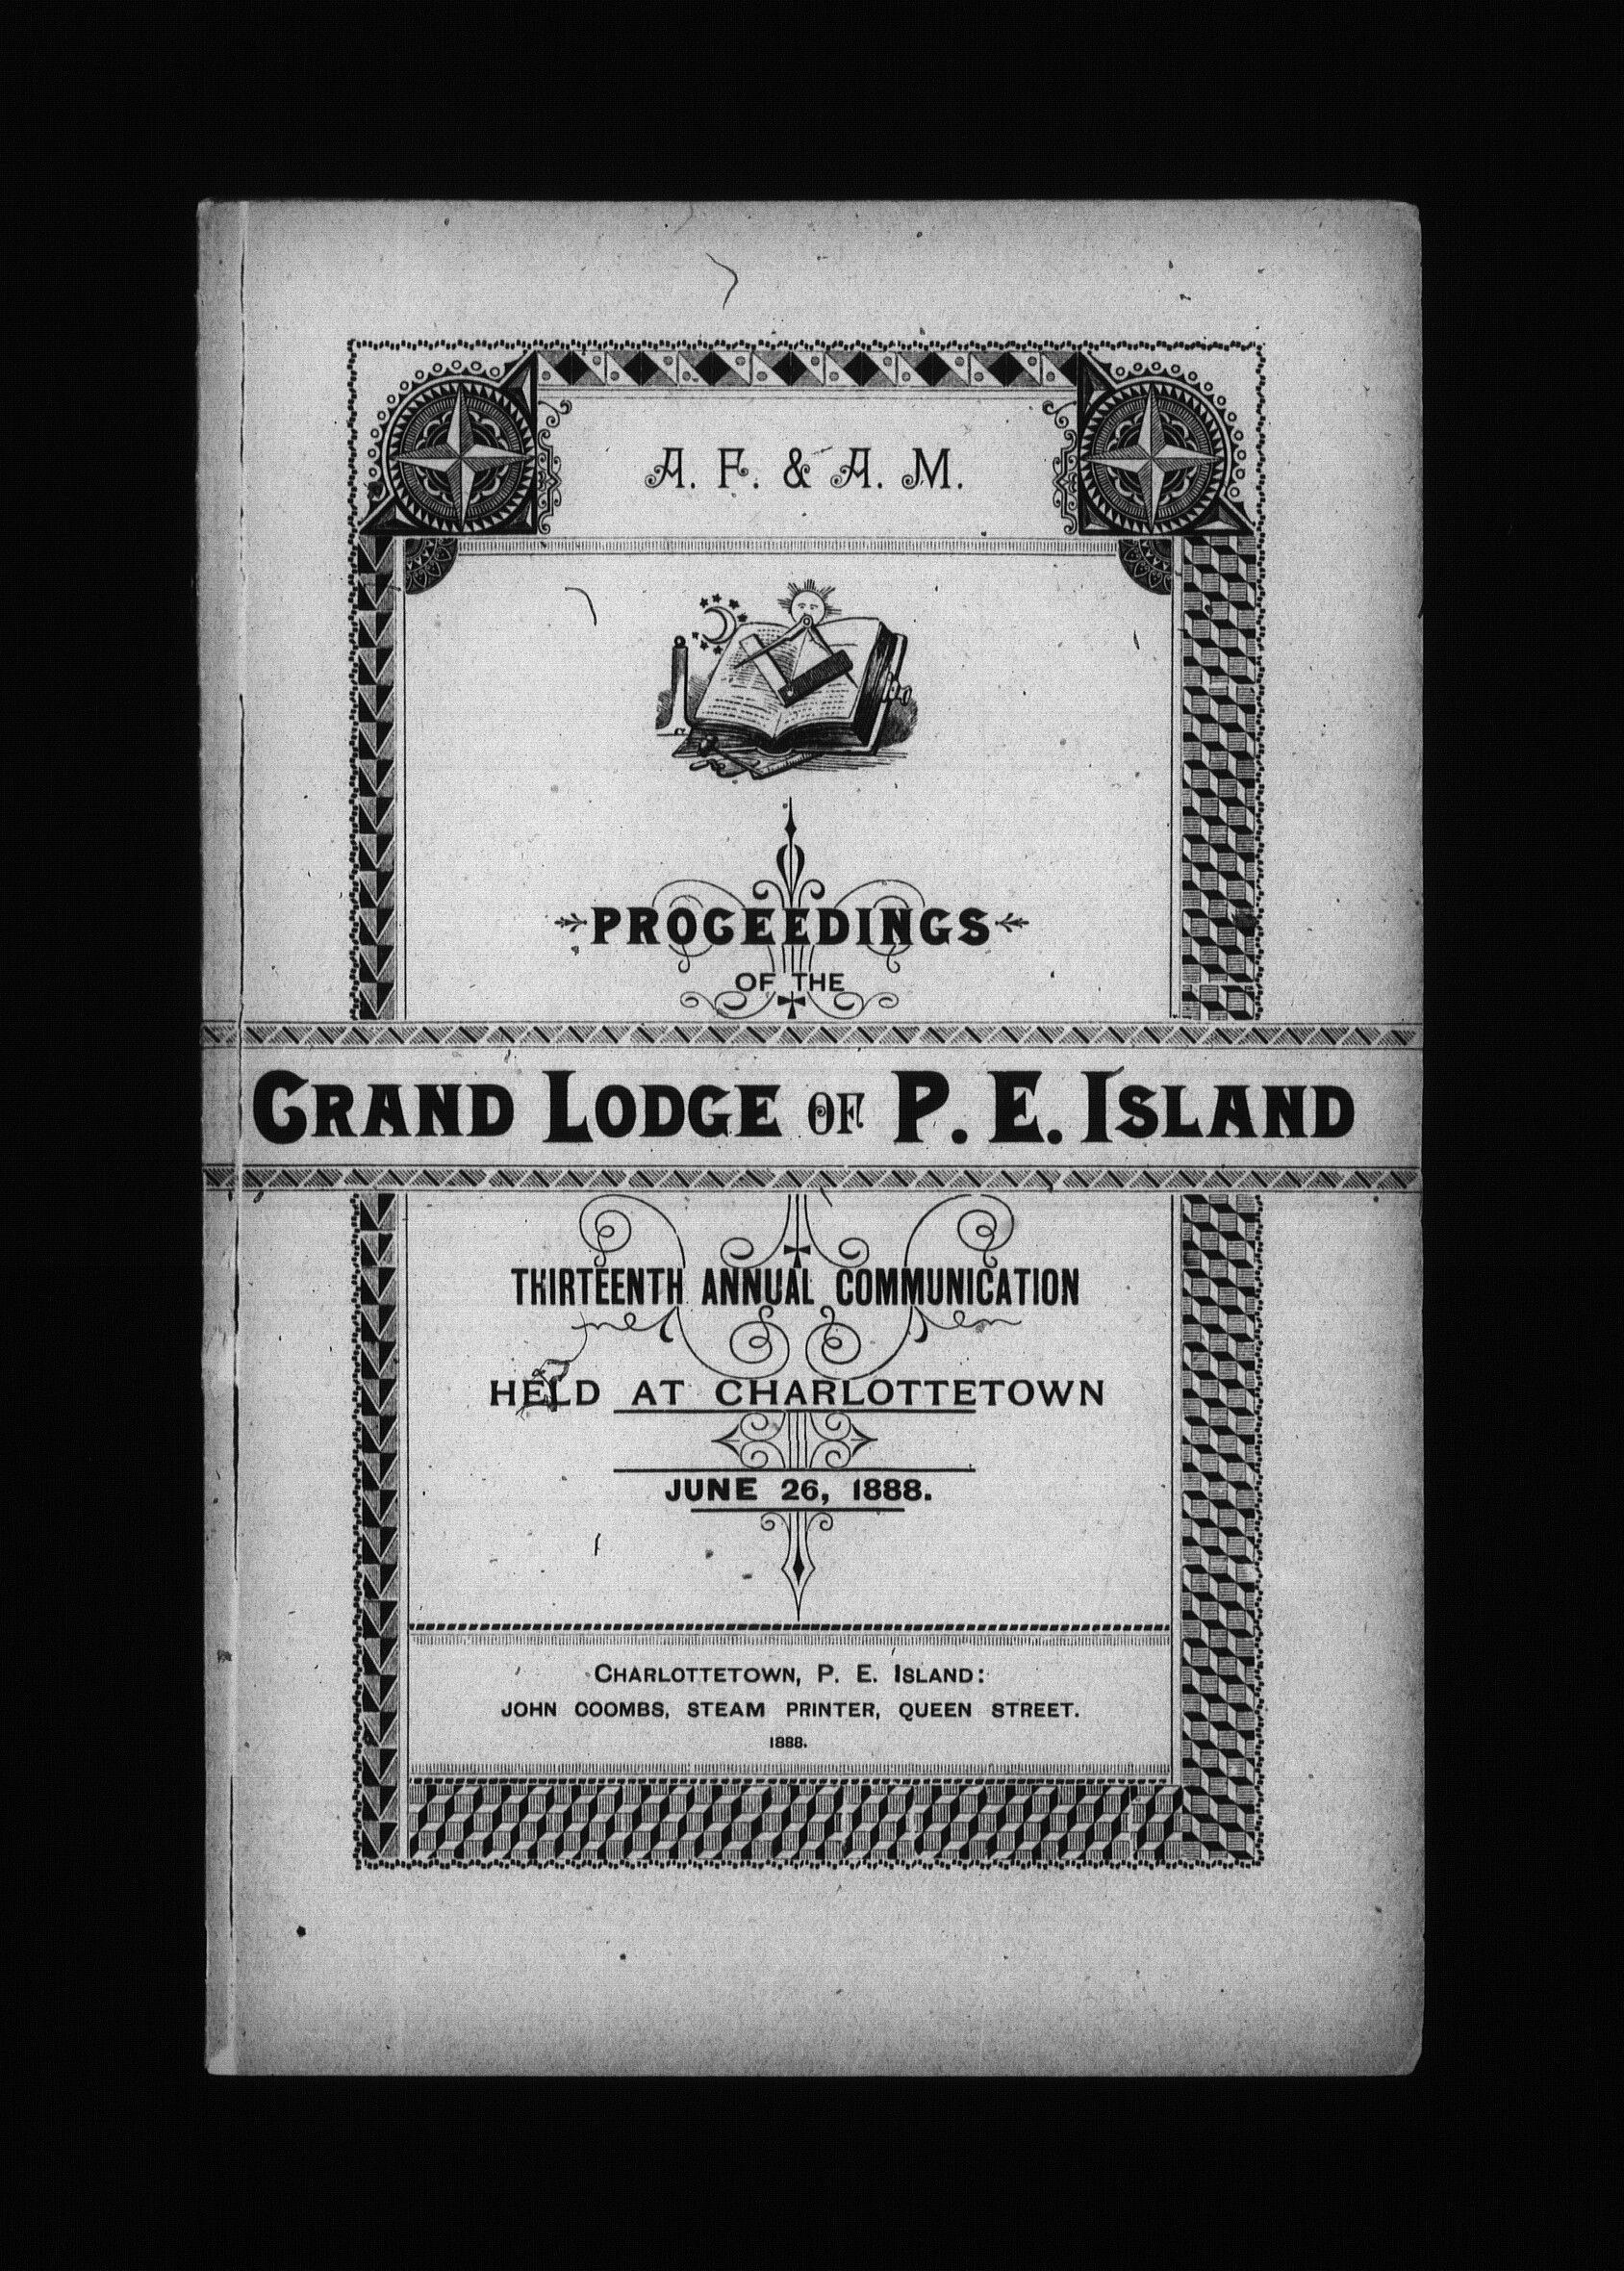 A. F. & A. M.
PROCEEDINGS
OF THE
GRAND LODGE OF P. E. ISLAND
THIRTEENTH ANNUAL COMMUNICATION
HELD AT CHARLOTTETOWN
JUNE 26, 1888.
CHARLOTTETOWN, P. E. ISLAND:
JOHN COOMBS, STEAM PRINTER, QUEEN STREET.
1888.